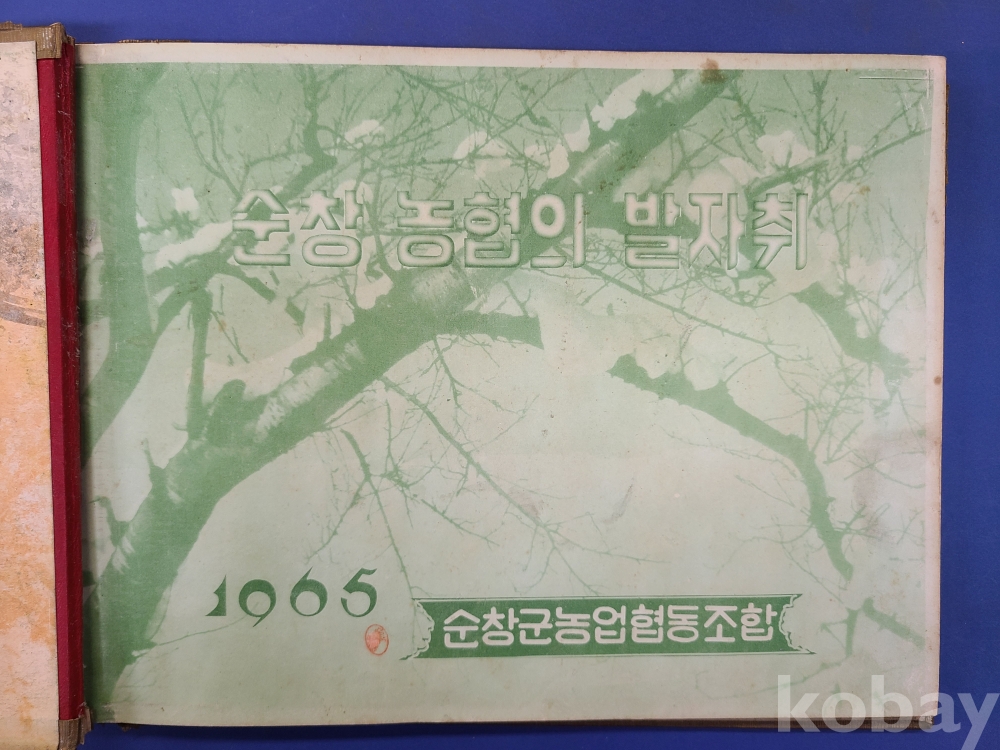 순창 농협의 발자취
1965
순창군농업협동조합
kobay